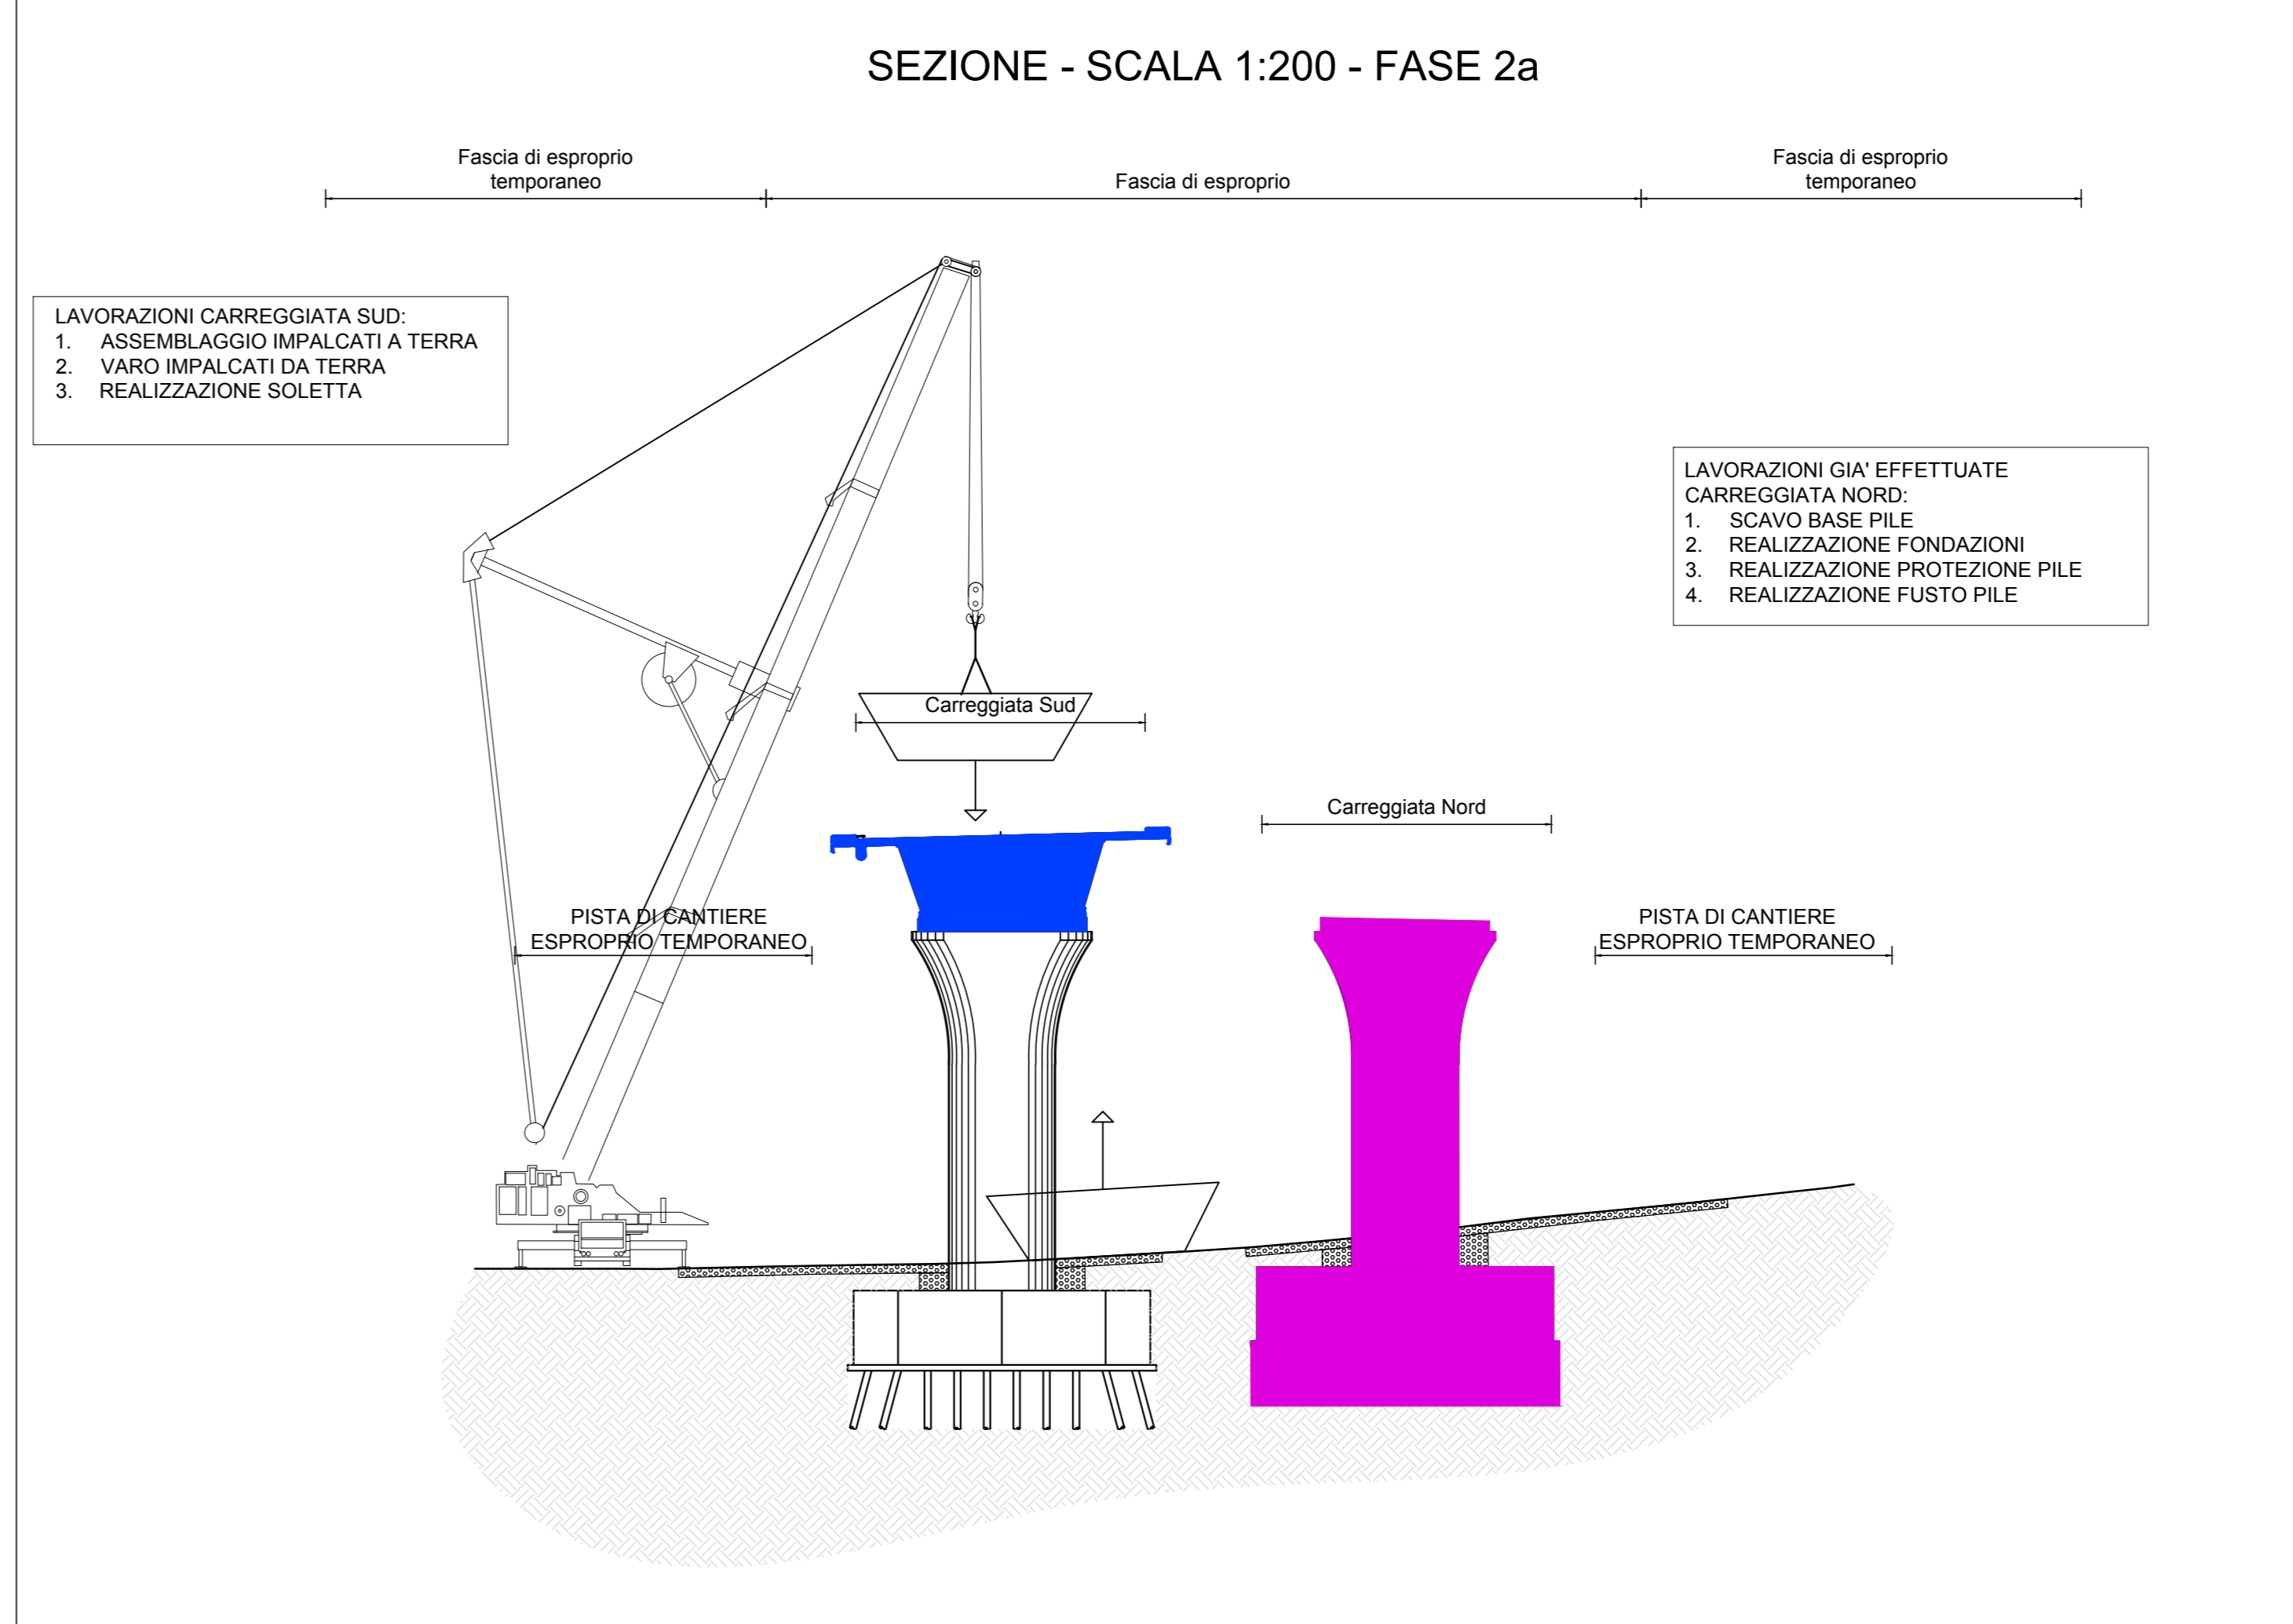 SEZIONE - SCALA 1:200 - FASE 2a
Fascia di esproprio
temporaneo
Fascia di esproprio
Fascia di esproprio
temporaneo
LAVORAZIONI CARREGGIATA SUD:
1. ASSEMBLAGGIO IMPALCATI A TERRA
2. VARO IMPALCATI DA TERRA
3. REALIZZAZIONE SOLETTA
LAVORAZIONI GIA' EFFETTUATE
CARREGGIATA NORD:
1. SCAVO BASE PILE
2. REALIZZAZIONE FONDAZIONI
3. REALIZZAZIONE PROTEZIONE PILE
4. REALIZZAZIONE FUSTO PILE
Carreggiata Sud
Carreggiata Nord
PISTA DI CANTIERE
ESPROPRIO TEMPORANEO
PISTA DI CANTIERE
ESPROPRIO TEMPORANEO